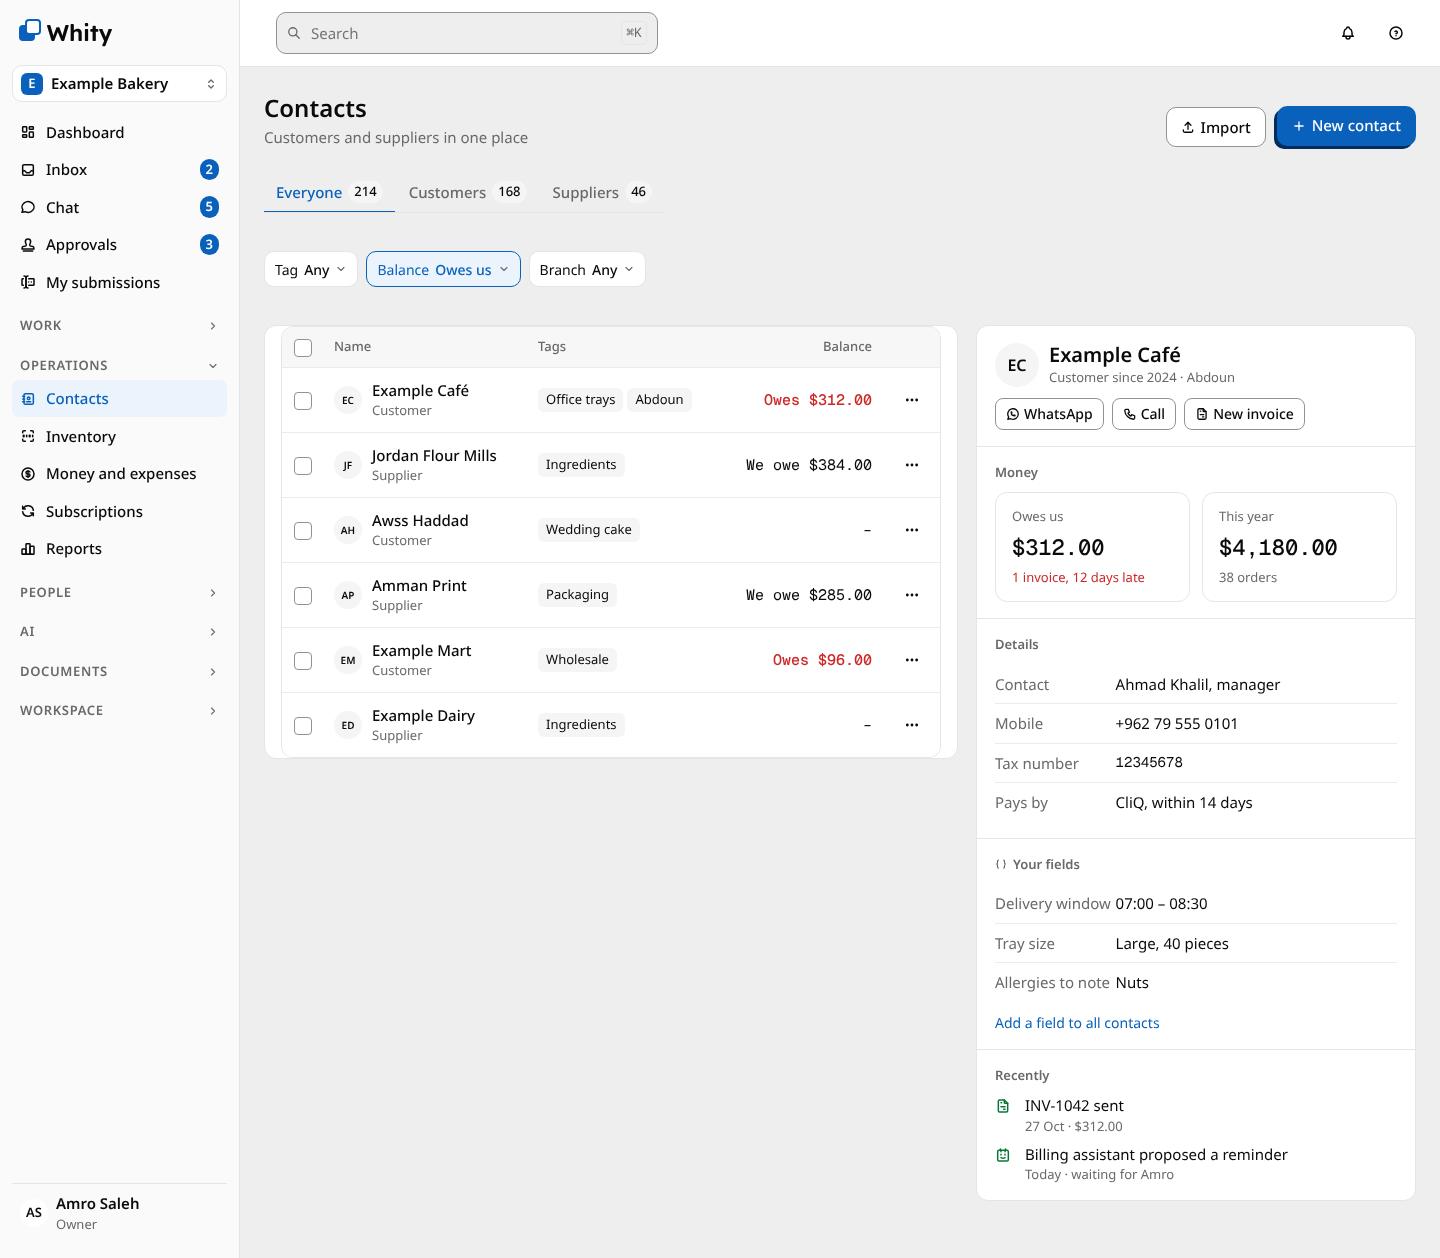 Whity
E Example Bakery
Dashboard
Inbox 2
Chat 5
Approvals 3
My submissions
WORK
OPERATIONS
Contacts
Inventory
Money and expenses
Subscriptions
Reports
PEOPLE
AI
DOCUMENTS
WORKSPACE
AS Amro Saleh
Owner
Search ⌘K
Contacts
Customers and suppliers in one place
Import
+ New contact
Everyone 214 Customers 168 Suppliers 46
Tag Any Balance Owes us Branch Any
Name Tags Balance
EC Example Café Office trays Abdoun Owes $312.00
Customer
JF Jordan Flour Mills Ingredients We owe $384.00
Supplier
AH Awss Haddad Wedding cake –
Customer
AP Amman Print Packaging We owe $285.00
Supplier
EM Example Mart Wholesale Owes $96.00
Customer
ED Example Dairy Ingredients –
Supplier
EC Example Café
Customer since 2024 · Abdoun
WhatsApp Call New invoice
Money
Owes us
$312.00
1 invoice, 12 days late
This year
$4,180.00
38 orders
Details
Contact Ahmad Khalil, manager
Mobile +962 79 555 0101
Tax number 12345678
Pays by CliQ, within 14 days
Your fields
Delivery window 07:00 – 08:30
Tray size Large, 40 pieces
Allergies to note Nuts
Add a field to all contacts
Recently
INV-1042 sent
27 Oct · $312.00
Billing assistant proposed a reminder
Today · waiting for Amro